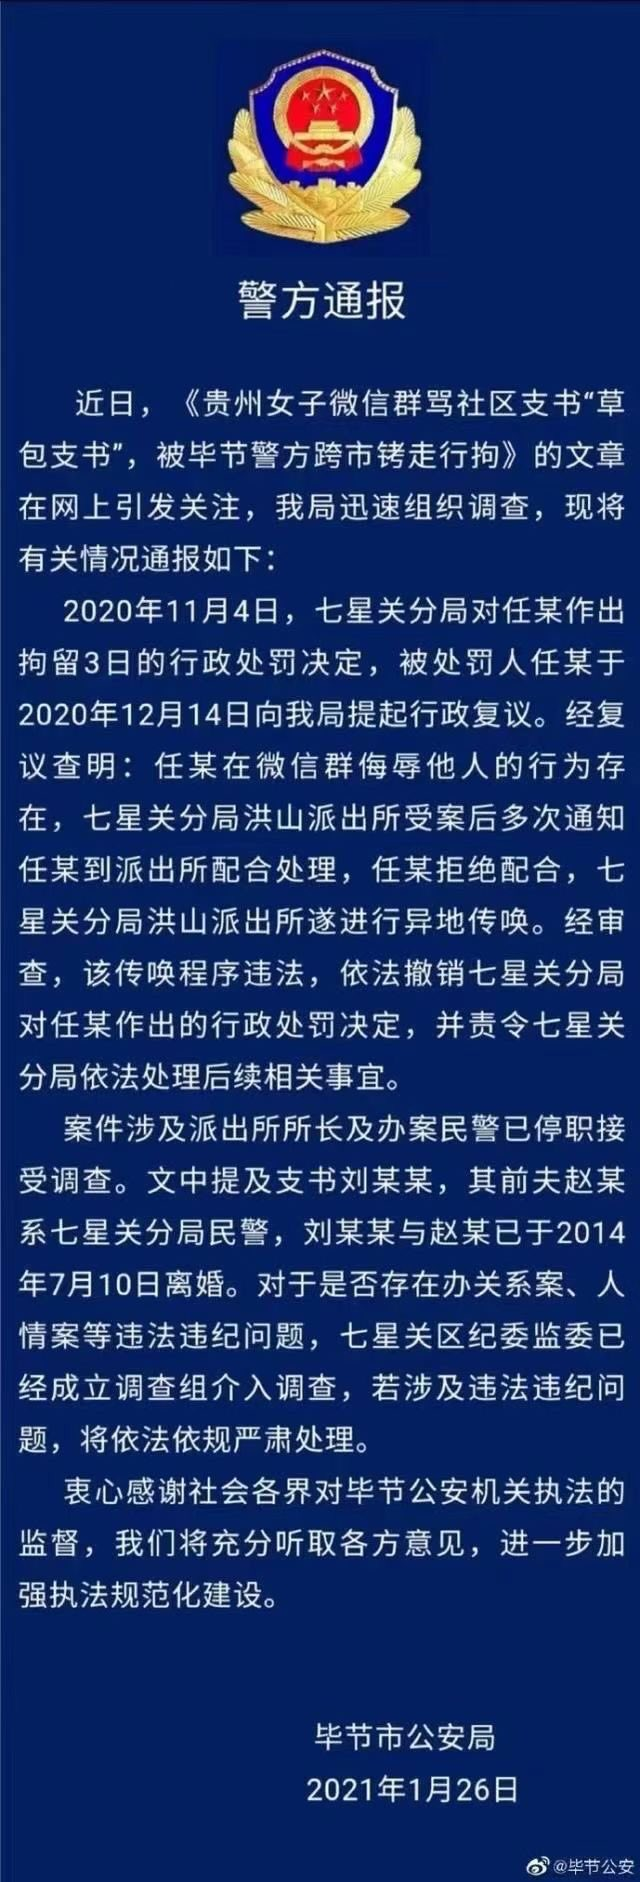 警方通报
近日，《贵州女子微信群骂社区支书“草
包支书”，被毕节警方跨市铐走行拘》的文章
在网上引发关注，我局迅速组织调查，现将
有关情况通报如下：
2020年11月4日，七星关分局对任某作出
拘留3日的行政处罚决定，被处罚人任某于
2020年12月14日向我局提起行政复议。经复
议查明：任某在微信群侮辱他人的行为存
在，七星关分局洪山派出所受案后多次通知
任某到派出所配合处理，任某拒绝配合，七
星关分局洪山派出所遂进行异地传唤。经审
查，该传唤程序违法，依法撤销七星关分局
对任某作出的行政处罚决定，并责令七星关
分局依法处理后续相关事宜。
案件涉及派出所所长及办案民警已停职接
受调查。文中提及支书刘某某，其前夫赵某
系七星关分局民警，刘某某与赵某已于2014
年7月10日离婚。对于是否存在办关系案、人
情案等违法违纪问题，七星关区纪委监委已
经成立调查组介入调查，若涉及违法违纪问
题，将依法依规严肃处理。
衷心感谢社会各界对毕节公安机关执法的
监督，我们将充分听取各方意见，进一步加
强执法规范化建设。
毕节市公安局
2021年1月26日
@毕节公安